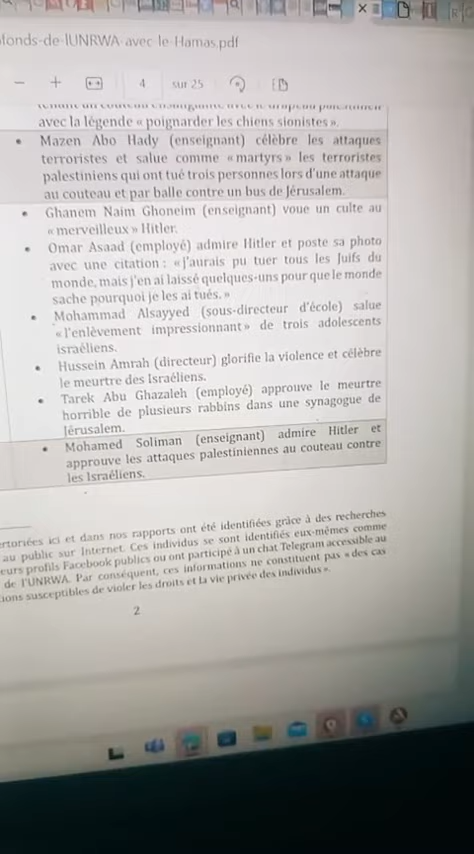 fonds-de-lUNRWA-avec-le-Hamas.pdf
4 sur 25
avec la légende « poignarder les chiens sionistes ».
• Mazen Abo Hady (enseignant) célèbre les attaques
terroristes et salue comme « martyrs » les terroristes
palestiniens qui ont tué trois personnes lors d'une attaque
au couteau et par balle contre un bus de Jérusalem.
• Ghanem Naim Ghoneim (enseignant) voue un culte au
« merveilleux » Hitler.
• Omar Asaad (employé) admire Hitler et poste sa photo
avec une citation : « j'aurais pu tuer tous les Juifs du
monde, mais j'en ai laissé quelques-uns pour que le monde
sache pourquoi je les ai tués. »
• Mohammad Alsayyed (sous-directeur d'école) salue
« l'enlèvement impressionnant » de trois adolescents
israéliens.
• Hussein Amrah (directeur) glorifie la violence et célèbre
le meurtre des Israéliens.
• Tarek Abu Ghazaleh (employé) approuve le meurtre
horrible de plusieurs rabbins dans une synagogue de
Jérusalem.
• Mohamed Soliman (enseignant) admire Hitler et
approuve les attaques palestiniennes au couteau contre
les Israéliens.
ertoriées ici et dans nos rapports ont été identifiées grâce à des recherches
au public sur Internet. Ces individus se sont identifiés eux-mêmes comme
eurs profils Facebook publics ou ont participé à un chat Telegram accessible au
de l'UNRWA. Par conséquent, ces informations ne constituent pas « des cas
ions susceptibles de violer les droits et la vie privée des individus ».
2